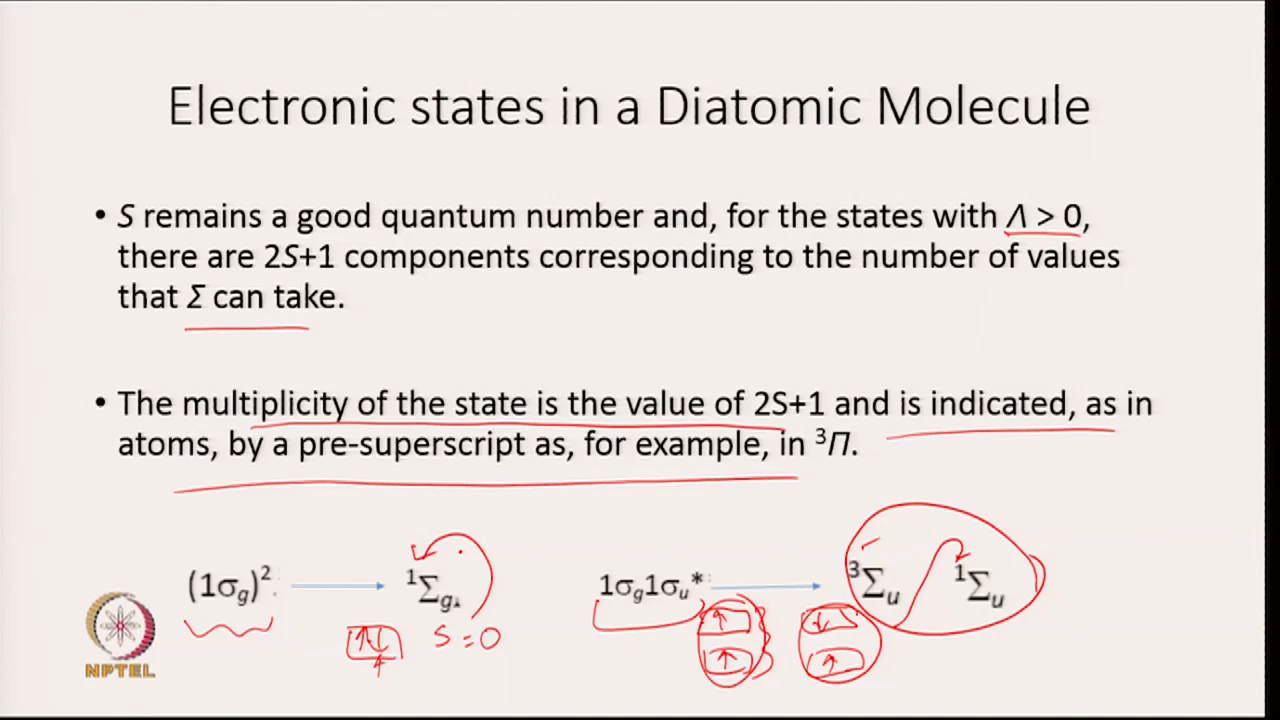 Electronic states in a Diatomic Molecule
• S remains a good quantum number and, for the states with Λ > 0,
there are 2S+1 components corresponding to the number of values
that Σ can take.
• The multiplicity of the state is the value of 2S+1 and is indicated, as in
atoms, by a pre-superscript as, for example, in ³Π.
(1σg)² ¹Σg 1σg1σu* ³Σu ¹Σu
↑↓ S = 0 ↑ ↓
↑ ↑
NPTEL